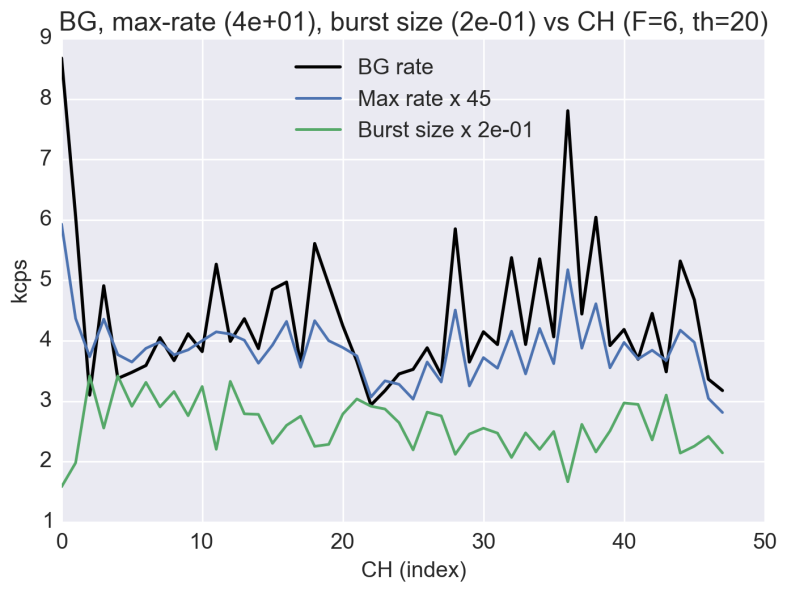 BG, max-rate (4e+01), burst size (2e-01) vs CH (F=6, th=20)
9
8
7
6
5
4
3
2
1
kcps
BG rate
Max rate x 45
Burst size x 2e-01
0 10 20 30 40 50
CH (index)